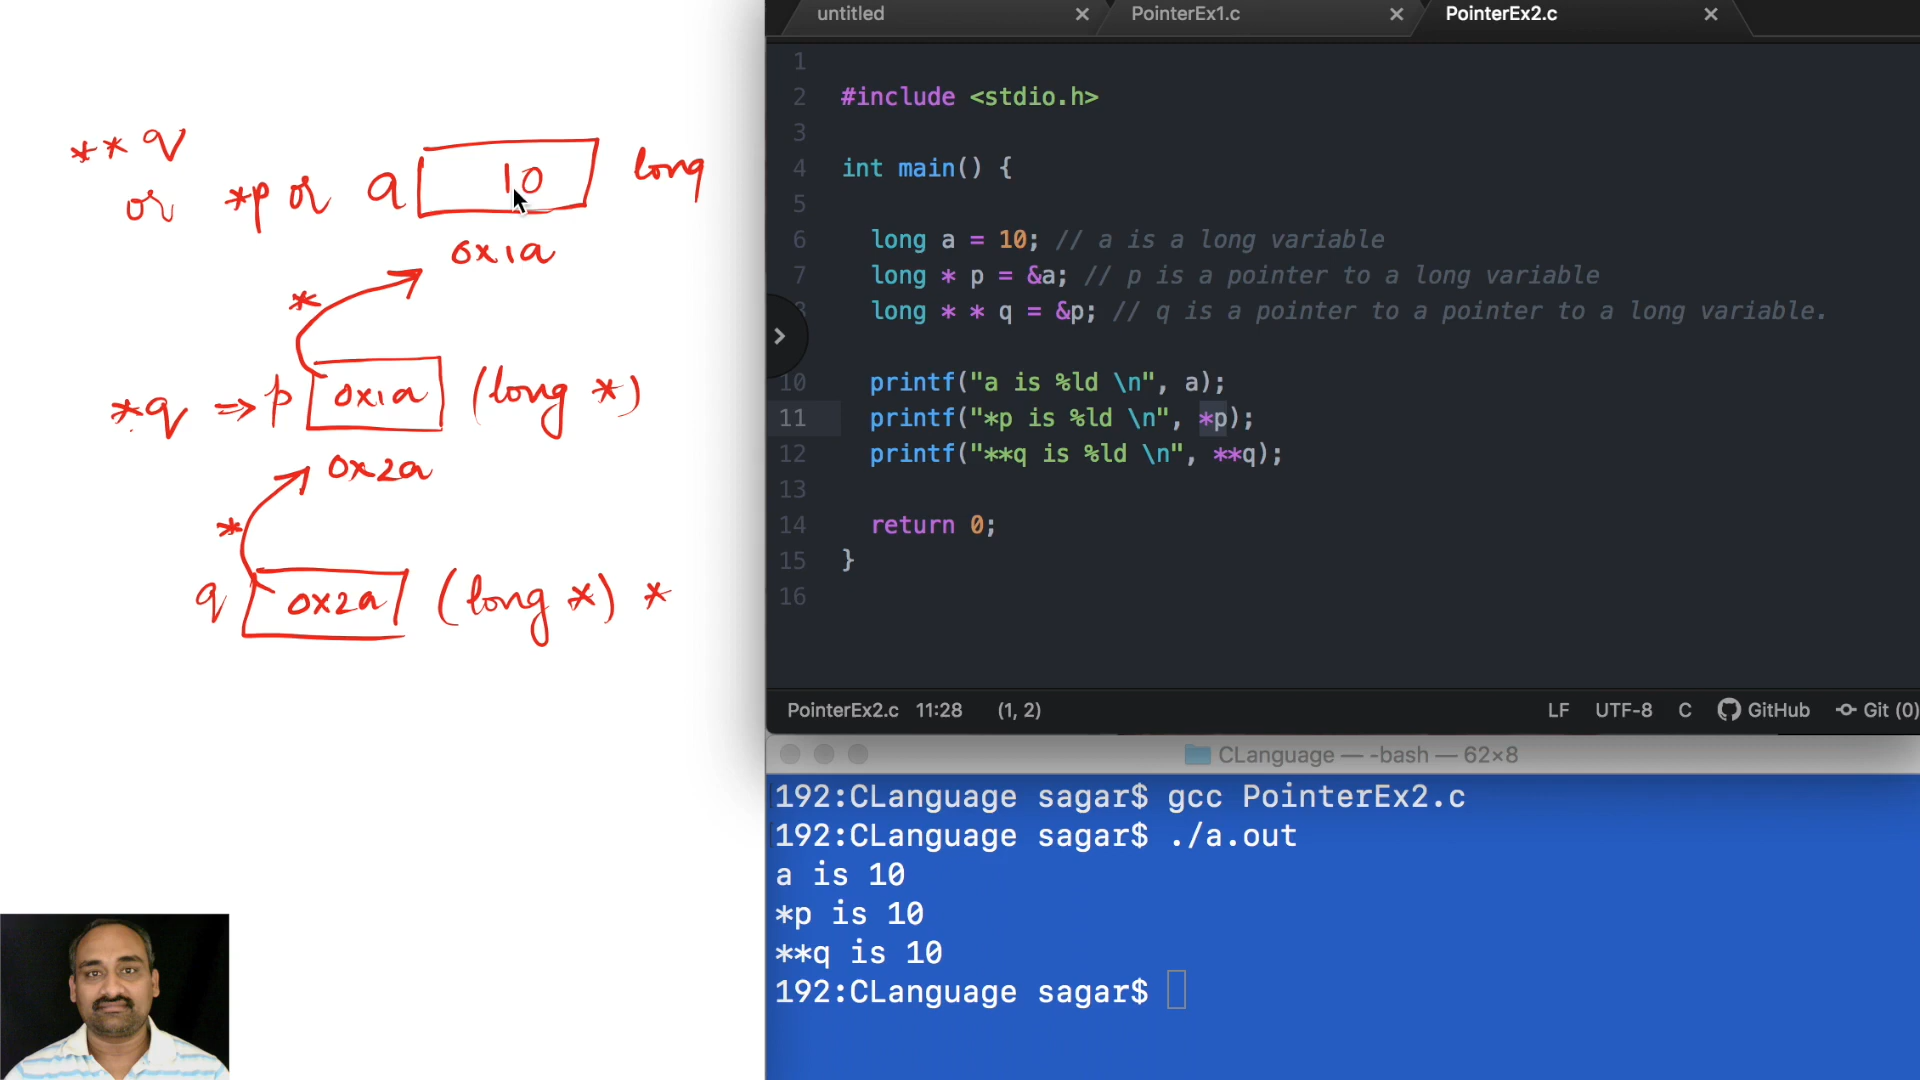 **q
or *p or a 10 long
0x1a
*
*q => p 0x1a (long *)
0x2a
*
q 0x2a (long *) *
untitled PointerEx1.c PointerEx2.c
1
2 #include <stdio.h>
3
4 int main() {
5
6 long a = 10; // a is a long variable
7 long * p = &a; // p is a pointer to a long variable
8 long * * q = &p; // q is a pointer to a pointer to a long variable.
10 printf("a is %ld \n", a);
11 printf("*p is %ld \n", *p);
12 printf("**q is %ld \n", **q);
13
14 return 0;
15 }
16
PointerEx2.c 11:28 (1, 2) LF UTF-8 C GitHub Git (0)
CLanguage — -bash — 62×8
192:CLanguage sagar$ gcc PointerEx2.c
192:CLanguage sagar$ ./a.out
a is 10
*p is 10
**q is 10
192:CLanguage sagar$